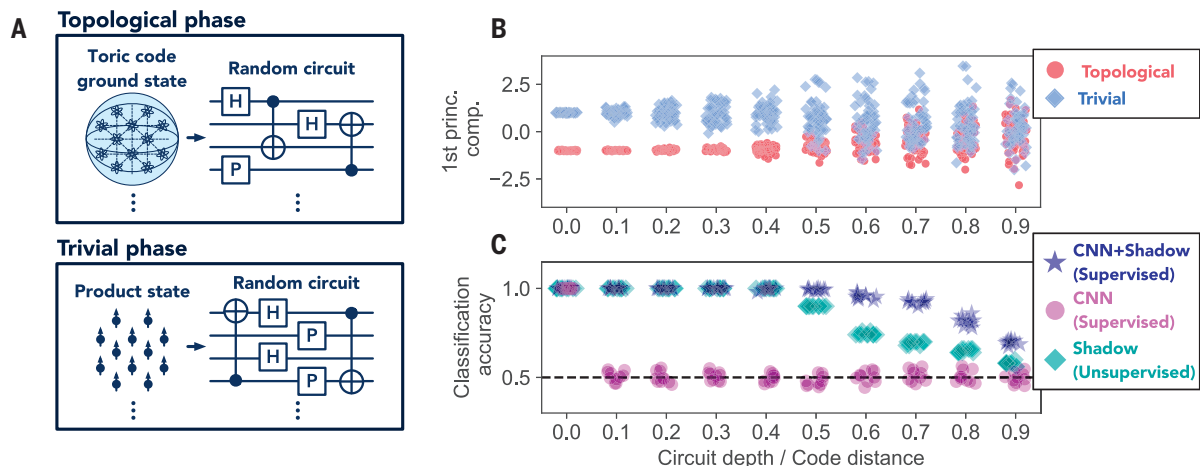 A
Topological phase
Toric code
ground state
Random circuit
H
H
P
⋮
⋮
Trivial phase
Product state
Random circuit
H
P
H
P
⋮
⋮
B
1st princ.
comp.
2.5
0.0
−2.5
0.0 0.1 0.2 0.3 0.4 0.5 0.6 0.7 0.8 0.9
Topological
Trivial
C
Classification
accuracy
1.0
0.5
0.0 0.1 0.2 0.3 0.4 0.5 0.6 0.7 0.8 0.9
Circuit depth / Code distance
CNN+Shadow
(Supervised)
CNN
(Supervised)
Shadow
(Unsupervised)